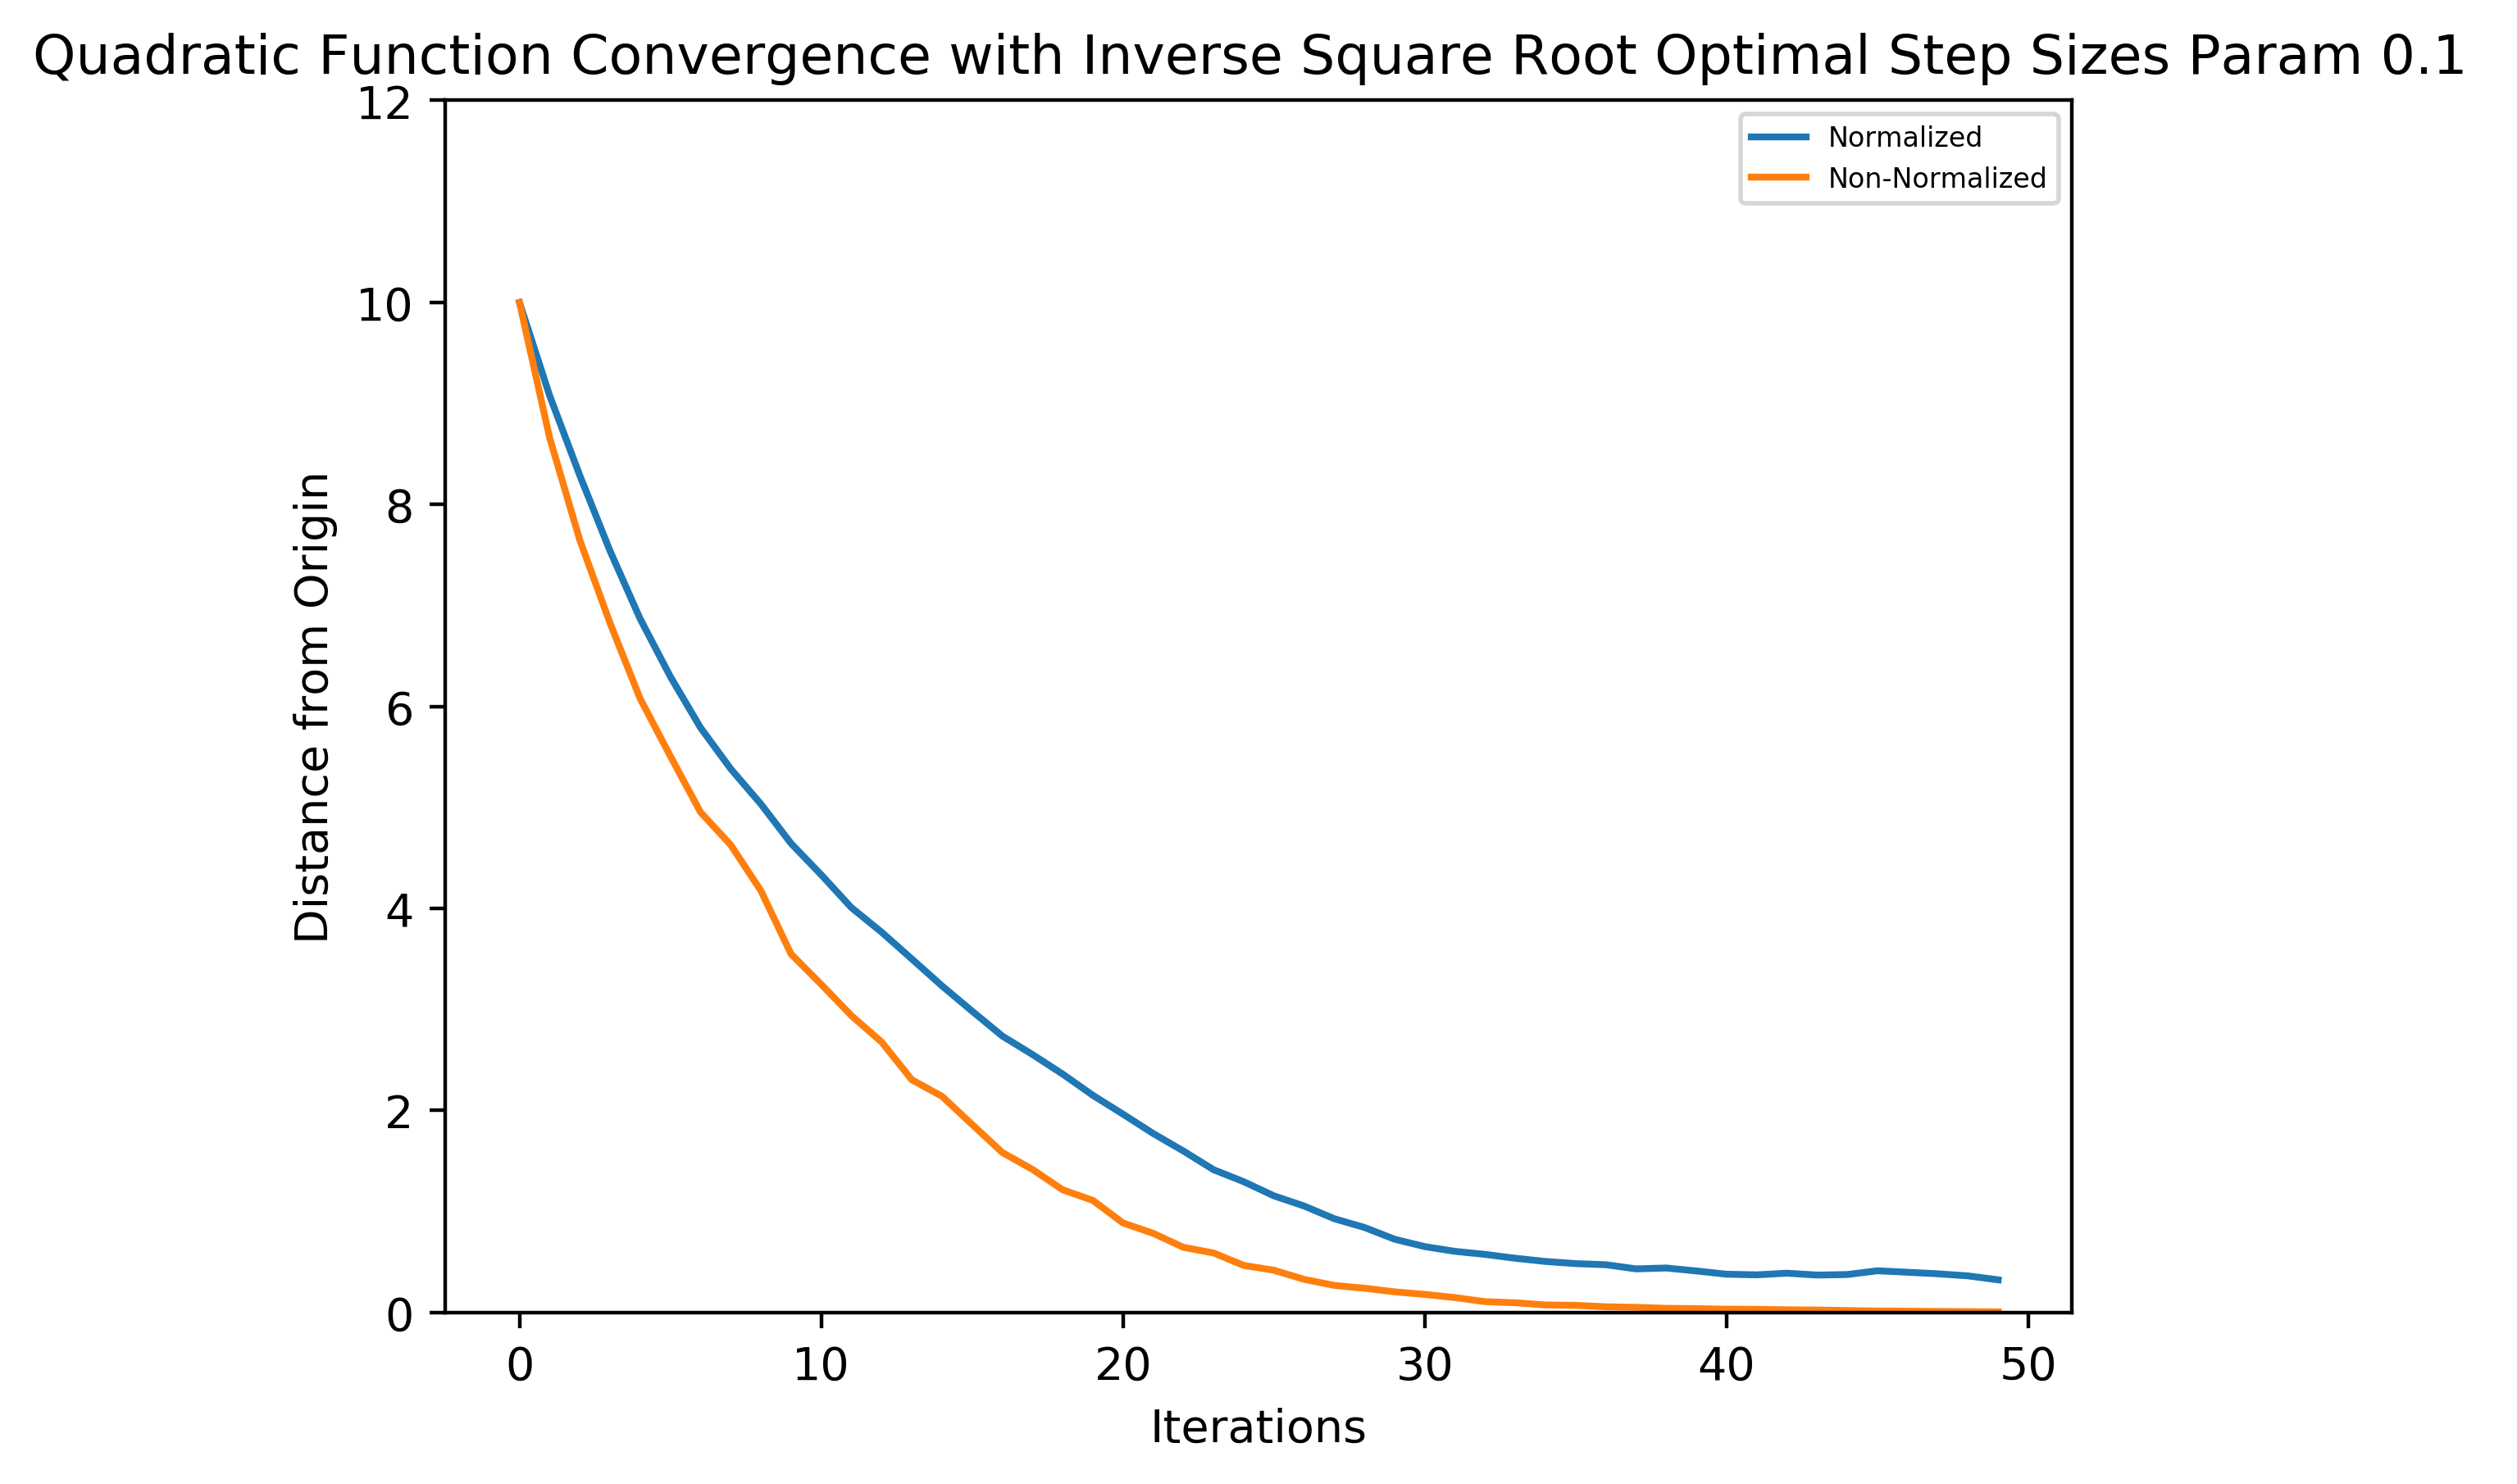 Quadratic Function Convergence with Inverse Square Root Optimal Step Sizes Param 0.1
Normalized
Non-Normalized
Distance from Origin
12
10
8
6
4
2
0
0 10 20 30 40 50
Iterations